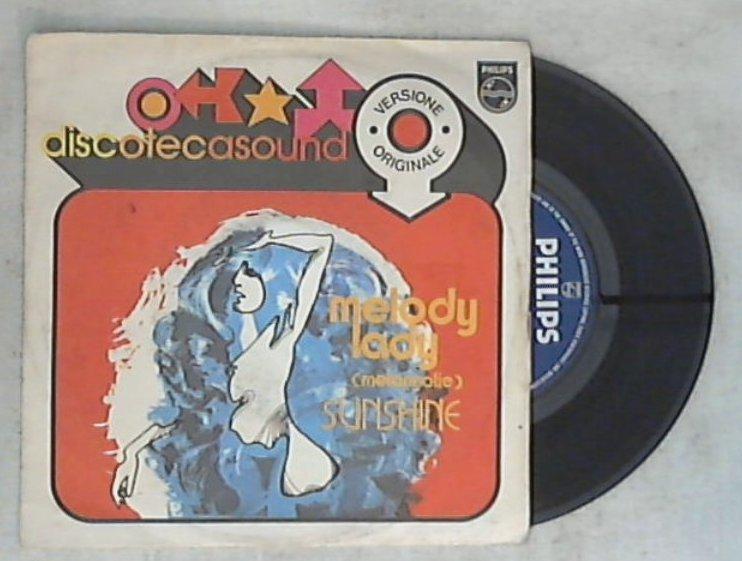 PHILIPS
VERSIONE
ORIGINALE
discotecasound
melody
lady
(melancolie)
SUNSHINE
PHILIPS